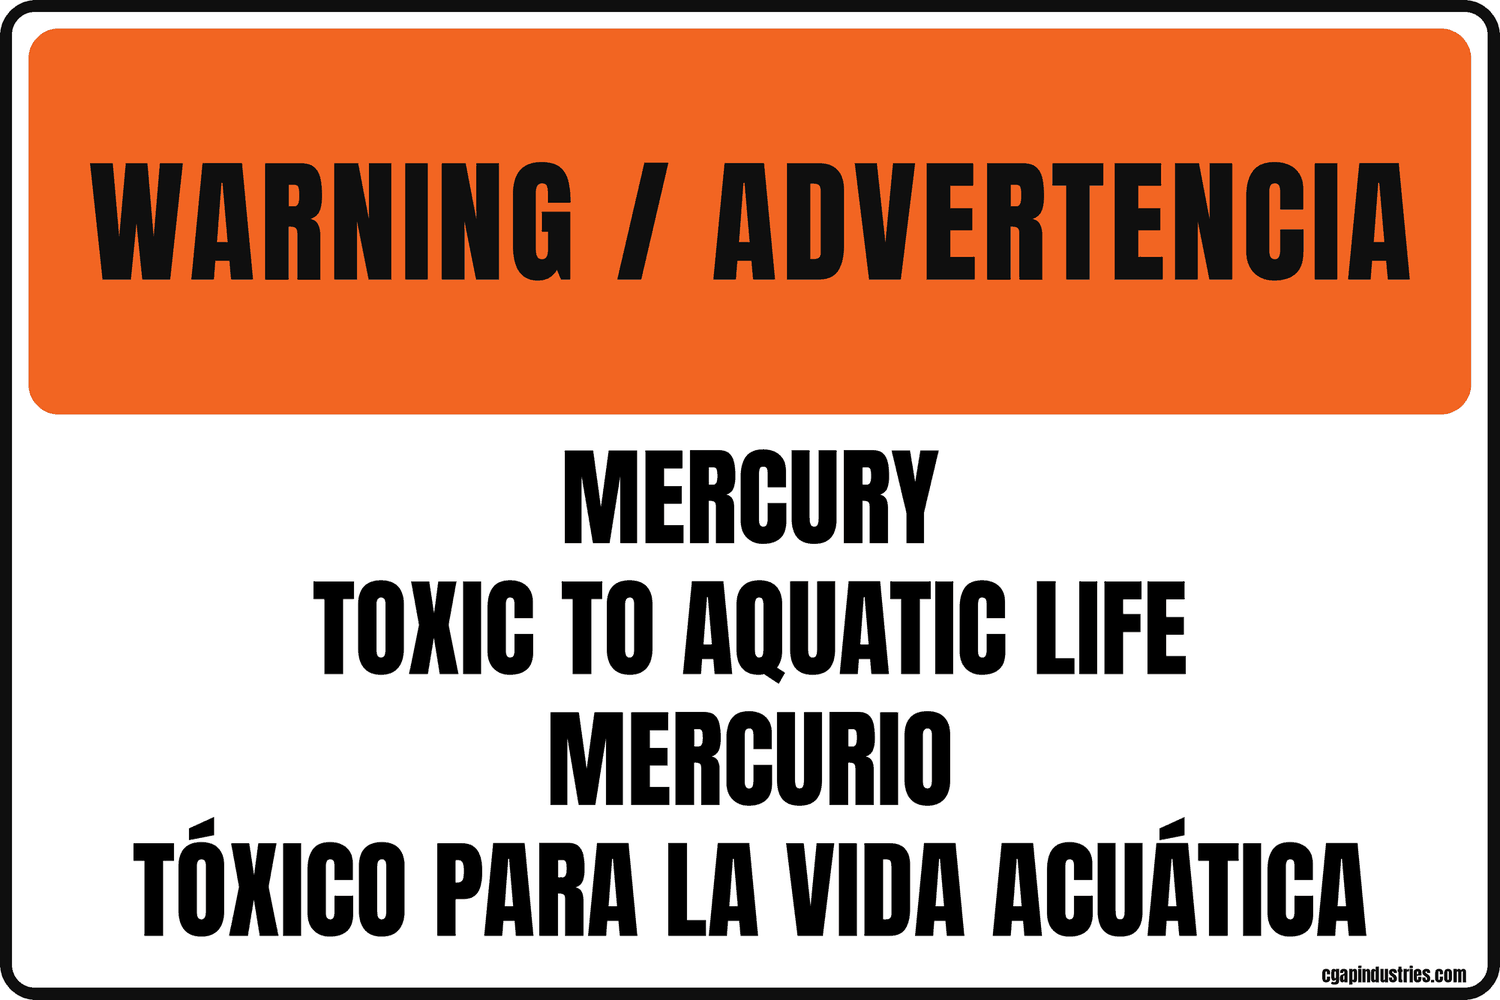 WARNING / ADVERTENCIA
MERCURY
TOXIC TO AQUATIC LIFE
MERCURIO
TÓXICO PARA LA VIDA ACUÁTICA
cgapindustries.com